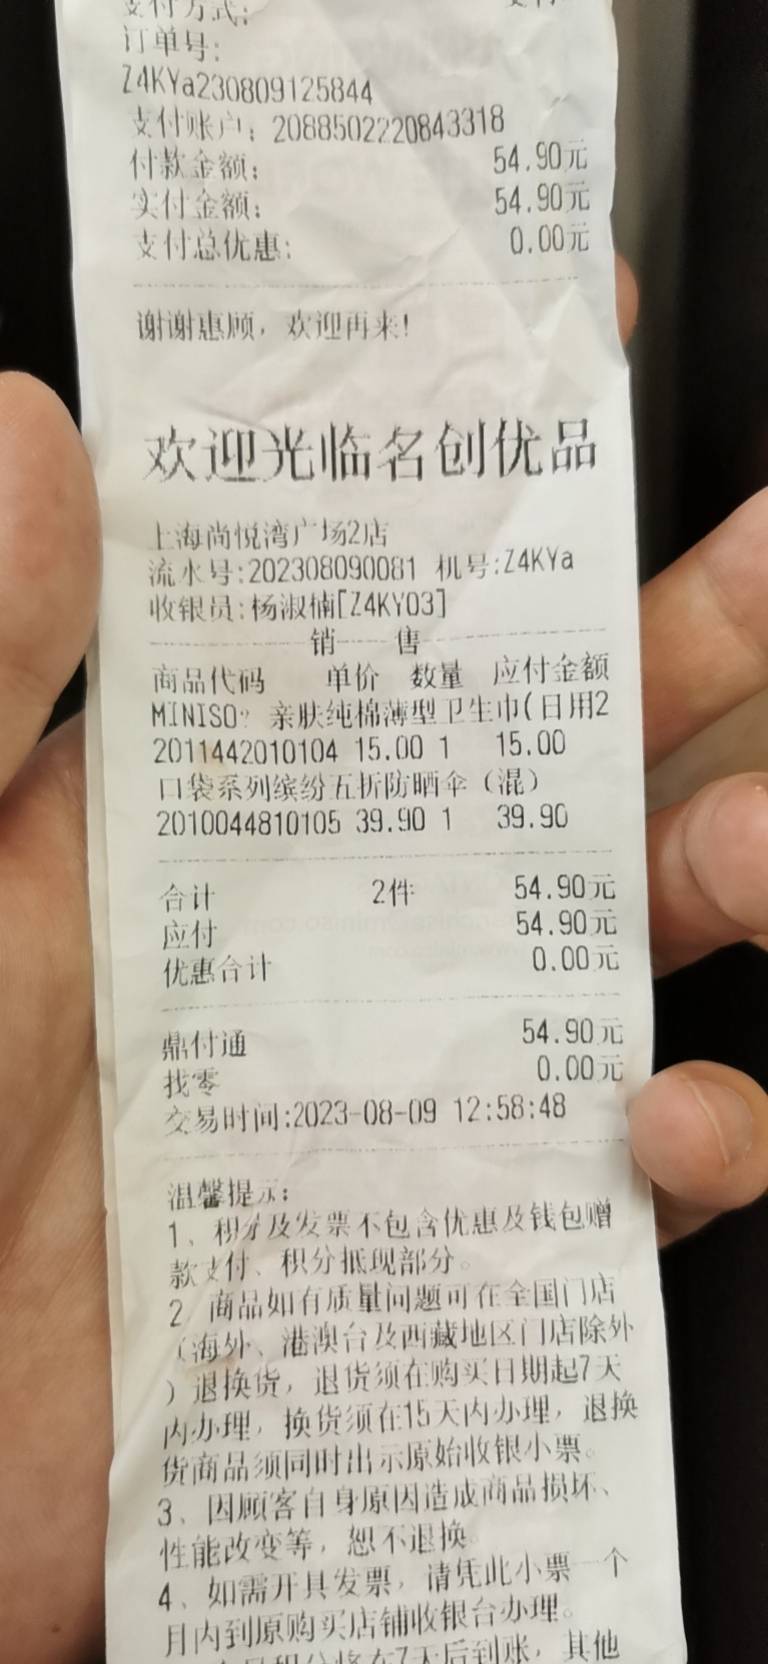 支付方式:
订单号:
Z4KYa230809125844
支付账户: 2088502220843318
付款金额: 54.90元
实付金额: 54.90元
支付总优惠: 0.00元
谢谢惠顾, 欢迎再来!
欢迎光临名创优品
上海尚悦湾广场2店
流水号:202308090081 机号:Z4KYa
收银员:杨淑楠[Z4KY03]
销----售
商品代码 单价 数量 应付金额
MINISO? 亲肤纯棉薄型卫生巾(日用2
2011442010104 15.00 1 15.00
口袋系列缤纷五折防晒伞（混）
2010044810105 39.90 1 39.90
合计 2件 54.90元
应付 54.90元
优惠合计 0.00元
鼎付通 54.90元
找零 0.00元
交易时间:2023-08-09 12:58:48
温馨提示:
1、积分及发票不包含优惠及钱包赠
款支付、积分抵现部分。
2 商品如有质量问题可在全国门店
（海外、港澳台及西藏地区门店除外
）退换货，退货须在购买日期起7天
内办理，换货须在15天内办理，退换
货商品须同时出示原始收银小票。
3、因顾客自身原因造成商品损坏、
性能改变等，恕不退换。
4、如需开具发票，请凭此小票一个
月内到原购买店铺收银台办理。
积分将在7天后到账，其他